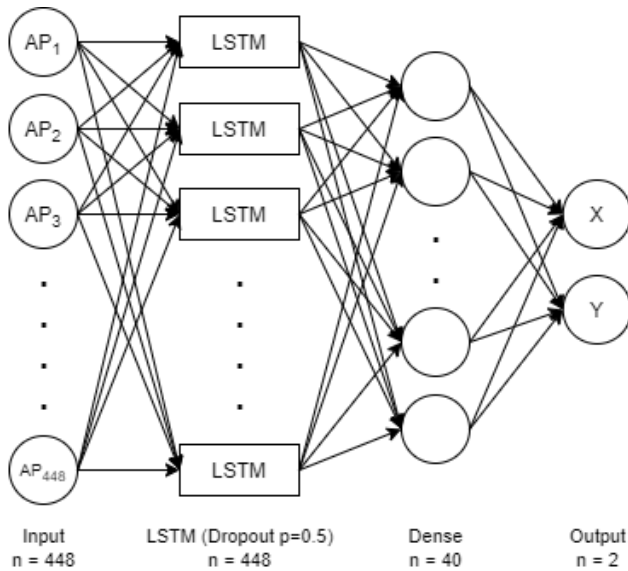 AP1
LSTM
AP2
LSTM
AP3
LSTM
X
Y
AP448
LSTM
Input
n = 448
LSTM (Dropout p=0.5)
n = 448
Dense
n = 40
Output
n = 2